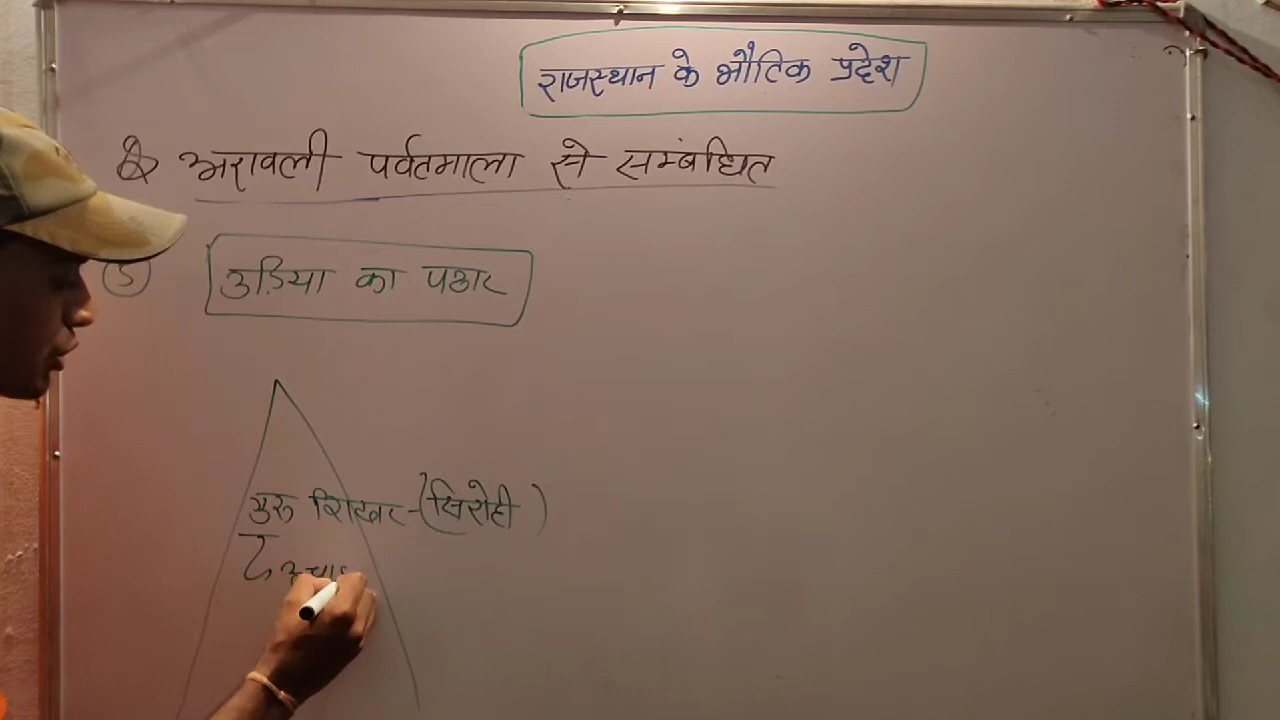 राजस्थान के भौतिक प्रदेश
अरावली पर्वतमाला से सम्बंधित
5 उड़िया का पठार
गुरु शिखर - (सिरोही)